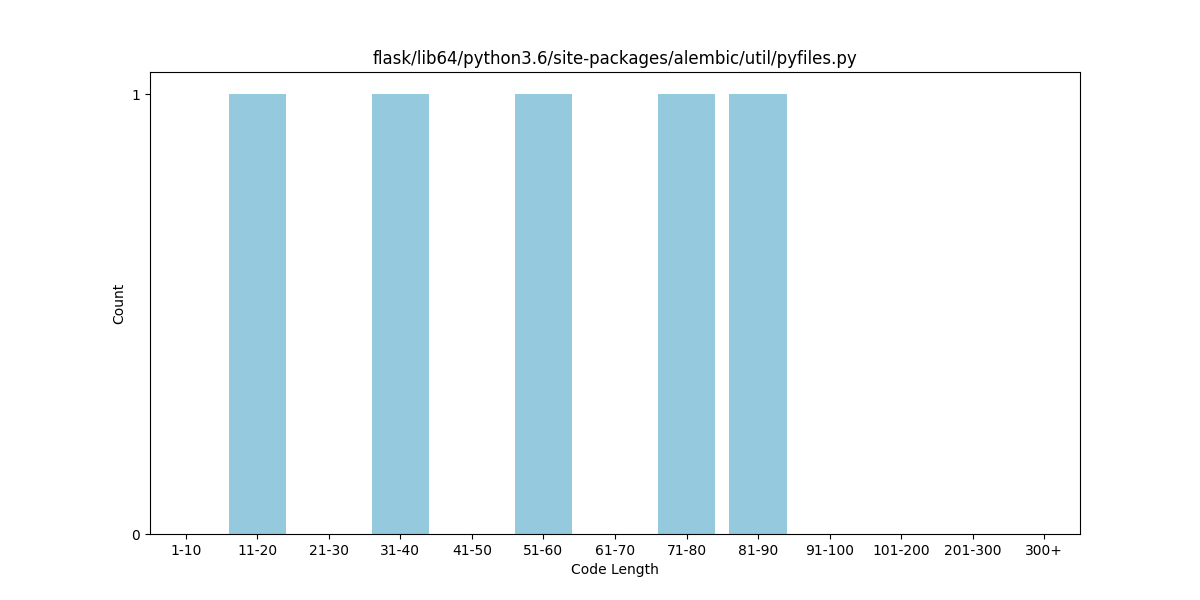 flask/lib64/python3.6/site-packages/alembic/util/pyfiles.py
1
Count
0
1-10 11-20 21-30 31-40 41-50 51-60 61-70 71-80 81-90 91-100 101-200 201-300 300+
Code Length